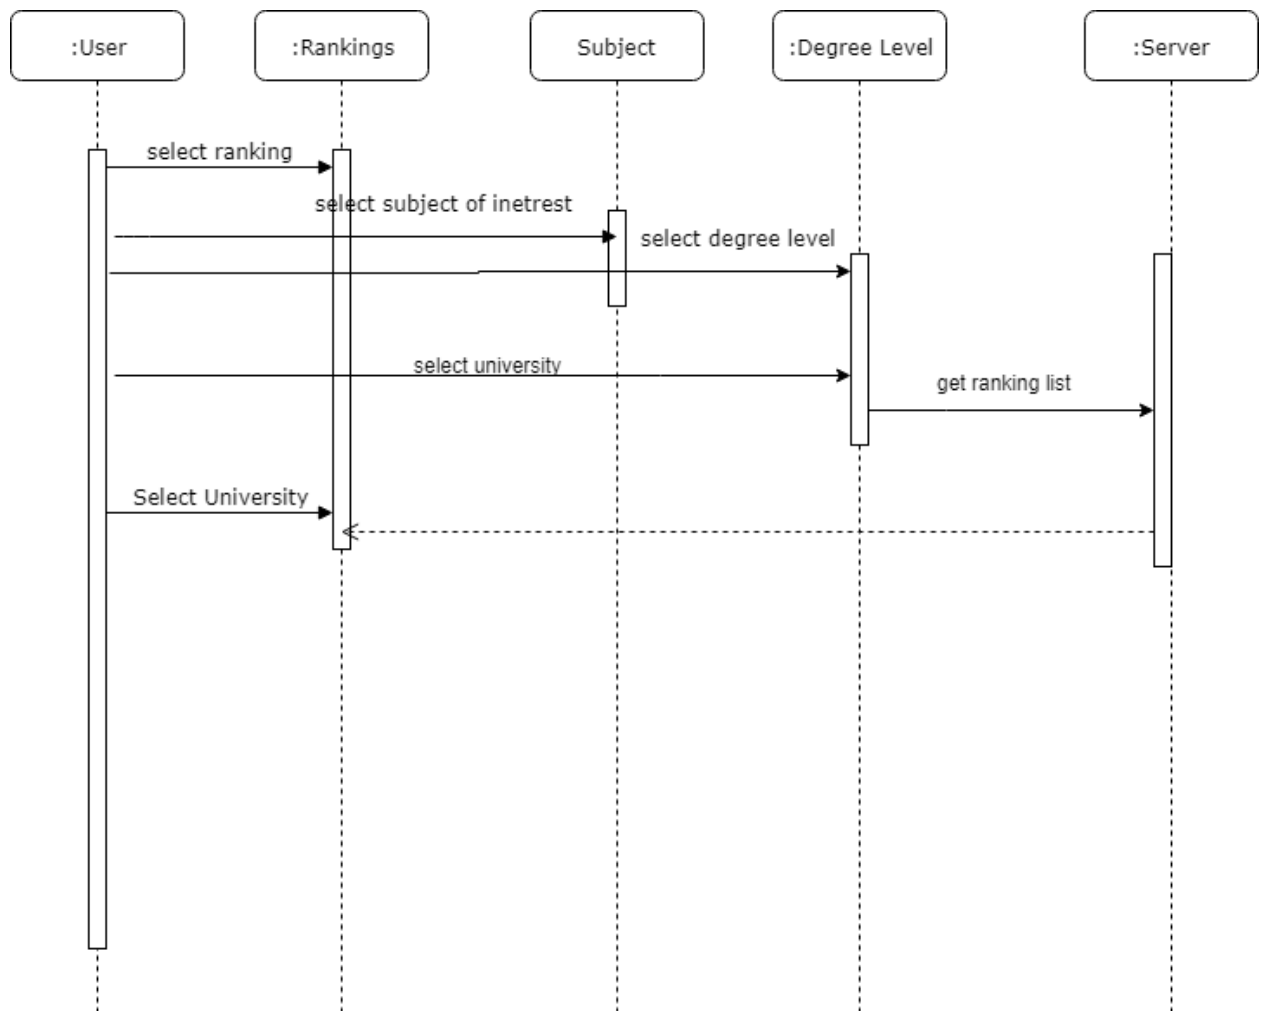 :User
:Rankings
Subject
:Degree Level
:Server
select ranking
select subject of inetrest
select degree level
select university
get ranking list
Select University